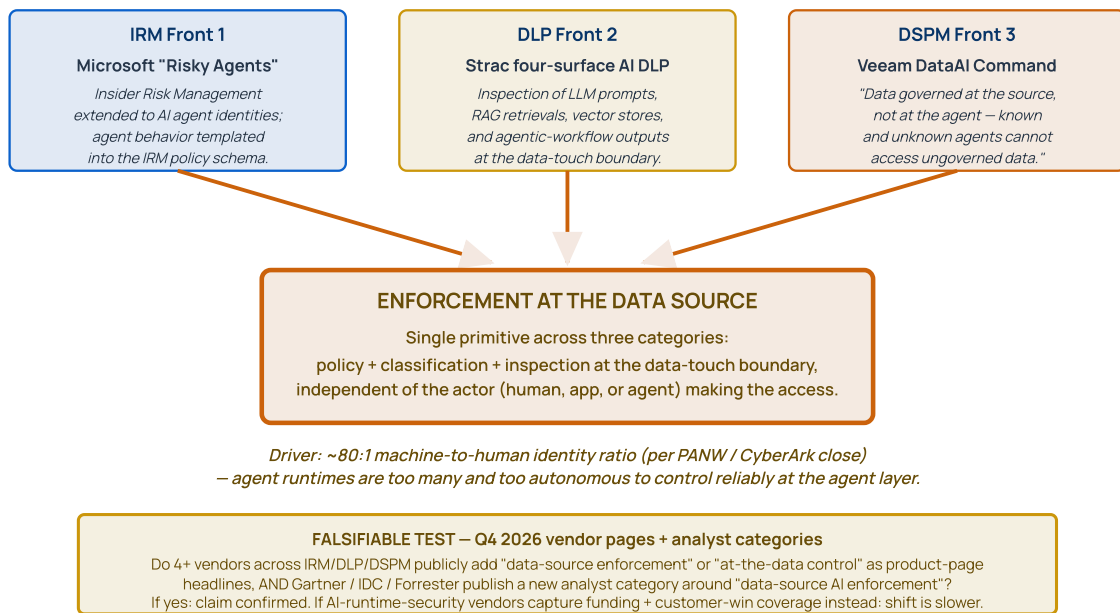 IRM Front 1
Microsoft "Risky Agents"
Insider Risk Management
extended to AI agent identities;
agent behavior templated
into the IRM policy schema.
DLP Front 2
Strac four-surface AI DLP
Inspection of LLM prompts,
RAG retrievals, vector stores,
and agentic-workflow outputs
at the data-touch boundary.
DSPM Front 3
Veeam DataAI Command
"Data governed at the source,
not at the agent — known
and unknown agents cannot
access ungoverned data."
ENFORCEMENT AT THE DATA SOURCE
Single primitive across three categories:
policy + classification + inspection at the data-touch boundary,
independent of the actor (human, app, or agent) making the access.
Driver: ~80:1 machine-to-human identity ratio (per PANW / CyberArk close)
— agent runtimes are too many and too autonomous to control reliably at the agent layer.
FALSIFIABLE TEST — Q4 2026 vendor pages + analyst categories
Do 4+ vendors across IRM/DLP/DSPM publicly add "data-source enforcement" or "at-the-data control" as product-page
headlines, AND Gartner / IDC / Forrester publish a new analyst category around "data-source AI enforcement"?
If yes: claim confirmed. If AI-runtime-security vendors capture funding + customer-win coverage instead: shift is slower.